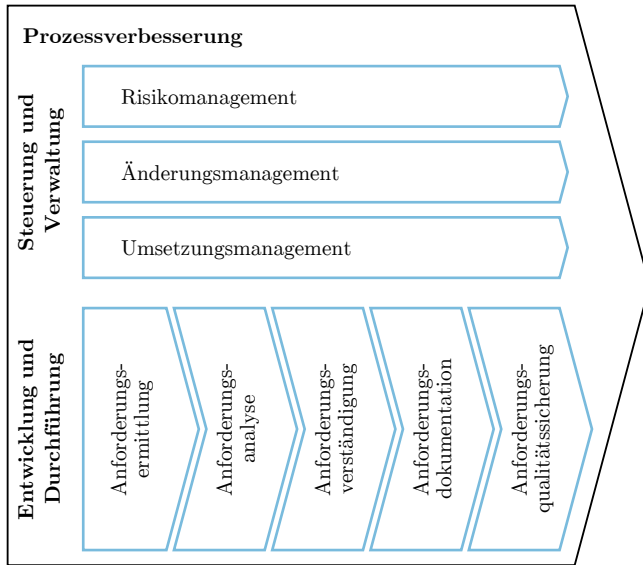 Prozessverbesserung
Steuerung und
Verwaltung
Risikomanagement
Änderungsmanagement
Umsetzungsmanagement
Entwicklung und
Durchführung
Anforderungs-
ermittlung
Anforderungs-
analyse
Anforderungs-
verständigung
Anforderungs-
dokumentation
Anforderungs-
qualitätssicherung